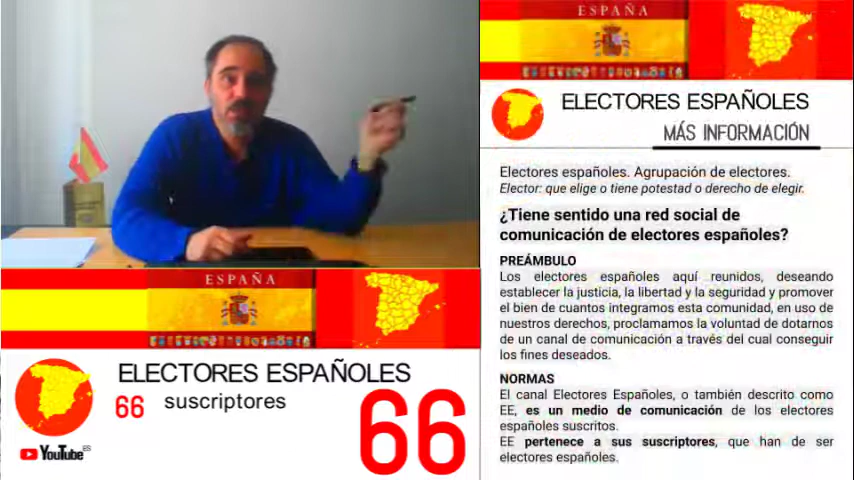 ESPAÑA
ELECTORES ESPAÑOLES
66 suscriptores
66
YouTube ES
ESPAÑA
ELECTORES ESPAÑOLES
MÁS INFORMACIÓN
Electores españoles. Agrupación de electores.
Elector: que elige o tiene potestad o derecho de elegir.
¿Tiene sentido una red social de
comunicación de electores españoles?
PREÁMBULO
Los electores españoles aquí reunidos, deseando
establecer la justicia, la libertad y la seguridad y promover
el bien de cuantos integramos esta comunidad, en uso de
nuestros derechos, proclamamos la voluntad de dotarnos
de un canal de comunicación a través del cual conseguir
los fines deseados.
NORMAS
El canal Electores Españoles, o también descrito como
EE, es un medio de comunicación de los electores
españoles suscritos.
EE pertenece a sus suscriptores, que han de ser
electores españoles.